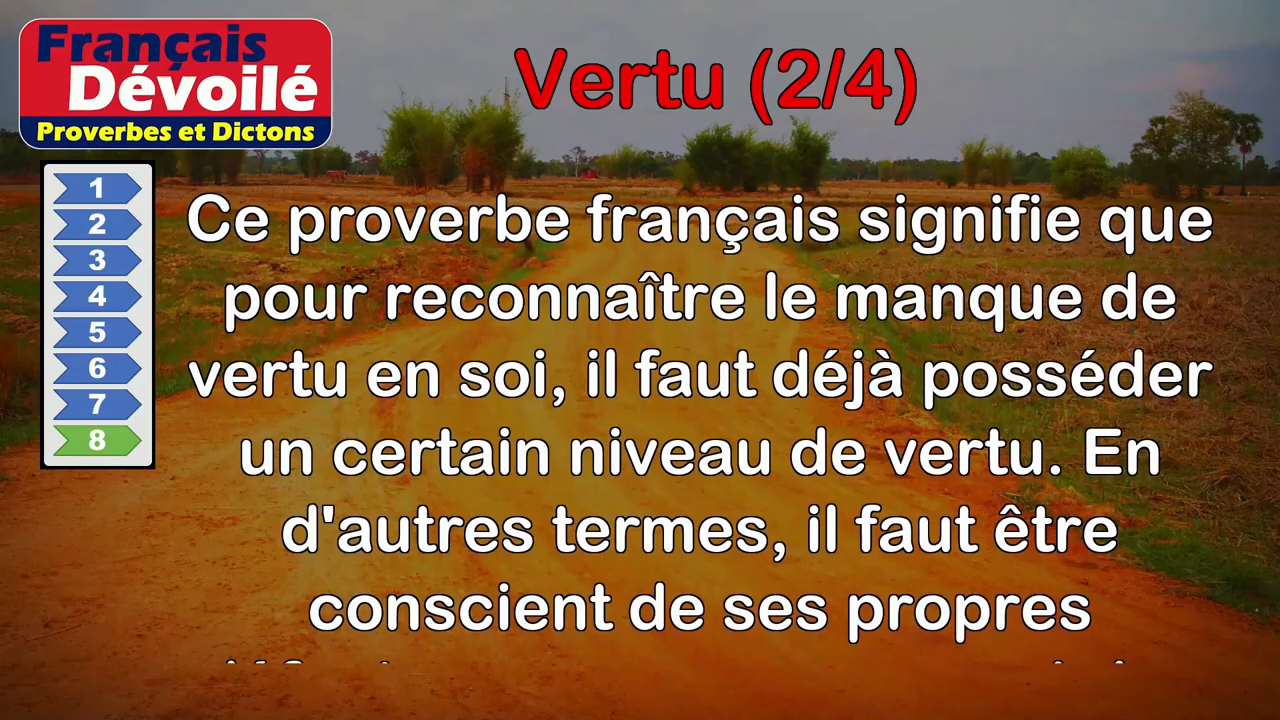 Français
Dévoilé
Proverbes et Dictons
Vertu (2/4)
1
2
3
4
5
6
7
8
Ce proverbe français signifie que
pour reconnaître le manque de
vertu en soi, il faut déjà posséder
un certain niveau de vertu. En
d'autres termes, il faut être
conscient de ses propres